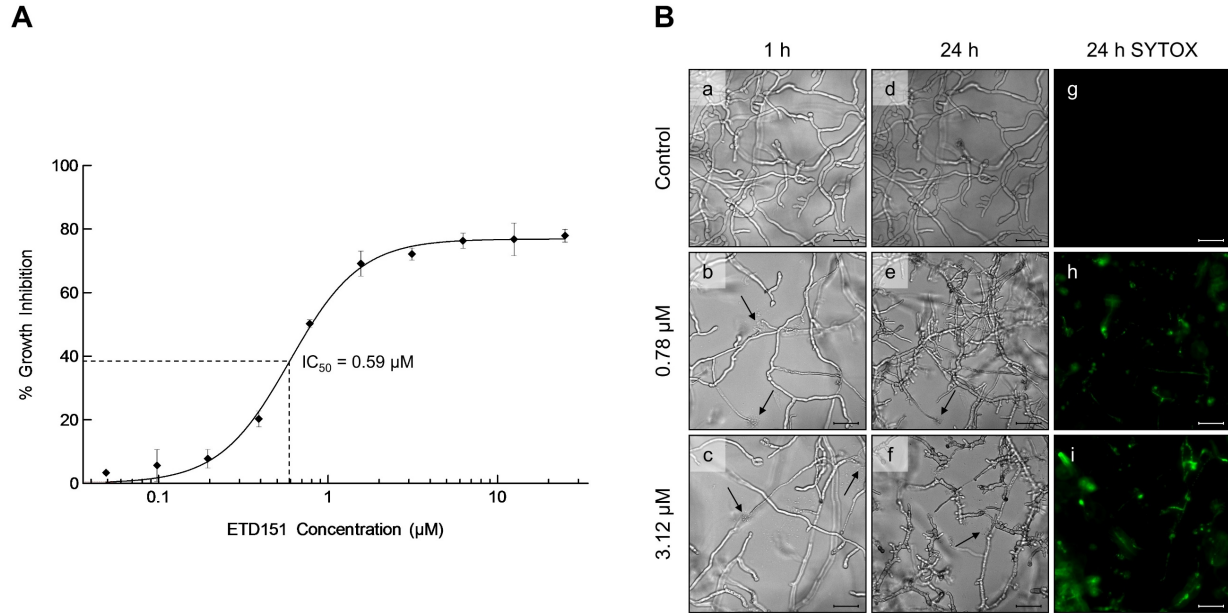 A
100
80
60
40
20
0
% Growth Inhibition
IC50 = 0.59 µM
0.1
1
10
ETD151 Concentration (µM)
B
1 h
24 h
24 h SYTOX
Control
a
d
g
0.78 µM
b
e
h
3.12 µM
c
f
i